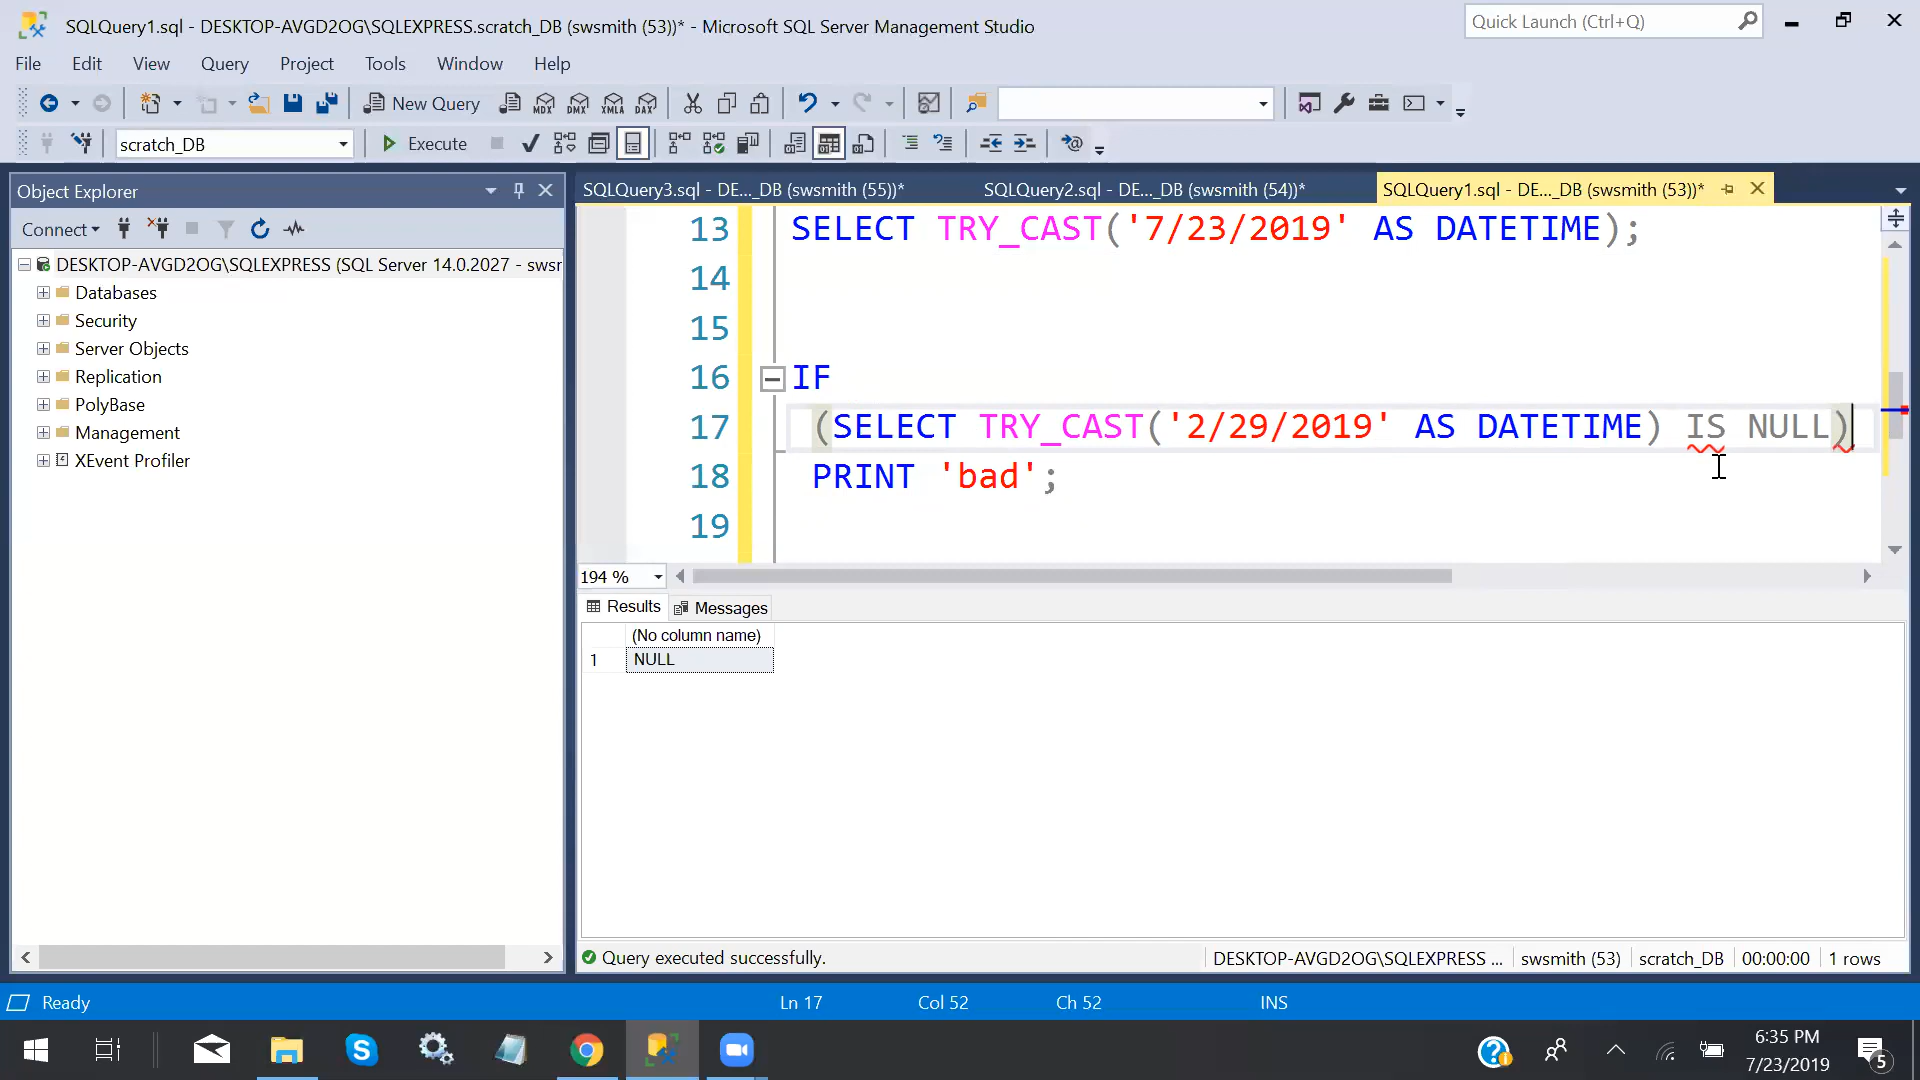 SQLQuery1.sql - DESKTOP-AVGD2OG\SQLEXPRESS.scratch_DB (swsmith (53))* - Microsoft SQL Server Management Studio
Quick Launch (Ctrl+Q)
File Edit View Query Project Tools Window Help
New Query
MDX DMX XMLA DAX
scratch_DB
Execute
Object Explorer
SQLQuery3.sql - DE..._DB (swsmith (55))*
SQLQuery2.sql - DE..._DB (swsmith (54))*
SQLQuery1.sql - DE..._DB (swsmith (53))*
Connect
DESKTOP-AVGD2OG\SQLEXPRESS (SQL Server 14.0.2027 - swsr
Databases
Security
Server Objects
Replication
PolyBase
Management
XEvent Profiler
13 SELECT TRY_CAST('7/23/2019' AS DATETIME);
14
15
16 IF
17 (SELECT TRY_CAST('2/29/2019' AS DATETIME) IS NULL)
18 PRINT 'bad';
19
194 %
Results Messages
(No column name)
1 NULL
Query executed successfully.
DESKTOP-AVGD2OG\SQLEXPRESS ... swsmith (53) scratch_DB 00:00:00 1 rows
Ready Ln 17 Col 52 Ch 52 INS
6:35 PM
7/23/2019
5